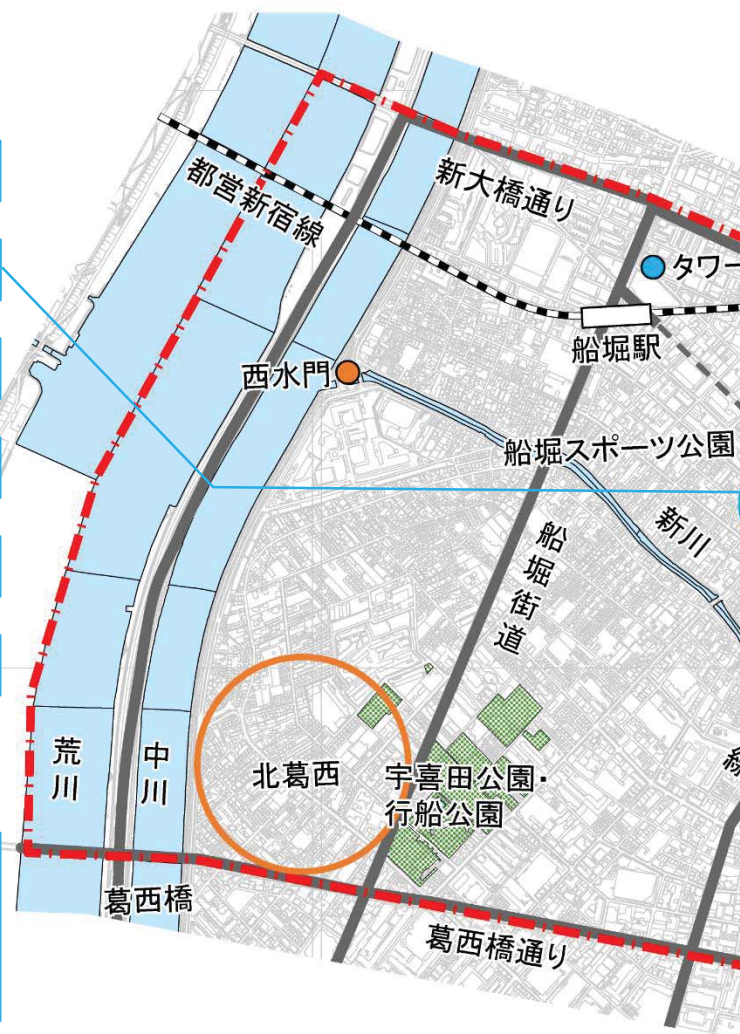 都営新宿線
新大橋通り
タワー
船堀駅
西水門
船堀スポーツ公園
新川
船堀街道
荒川
中川
北葛西
宇喜田公園・
行船公園
葛西橋
葛西橋通り